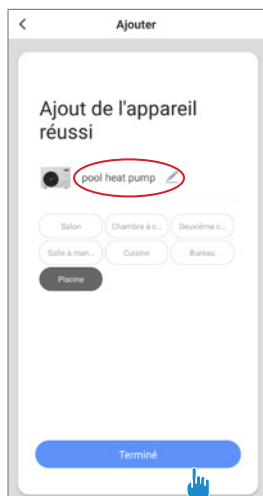 Ajouter
Ajout de l'appareil
réussi
pool heat pump
Salon
Chambre à c...
Deuxième c...
Salle à man...
Cuisine
Bureau
Piscine
Terminé